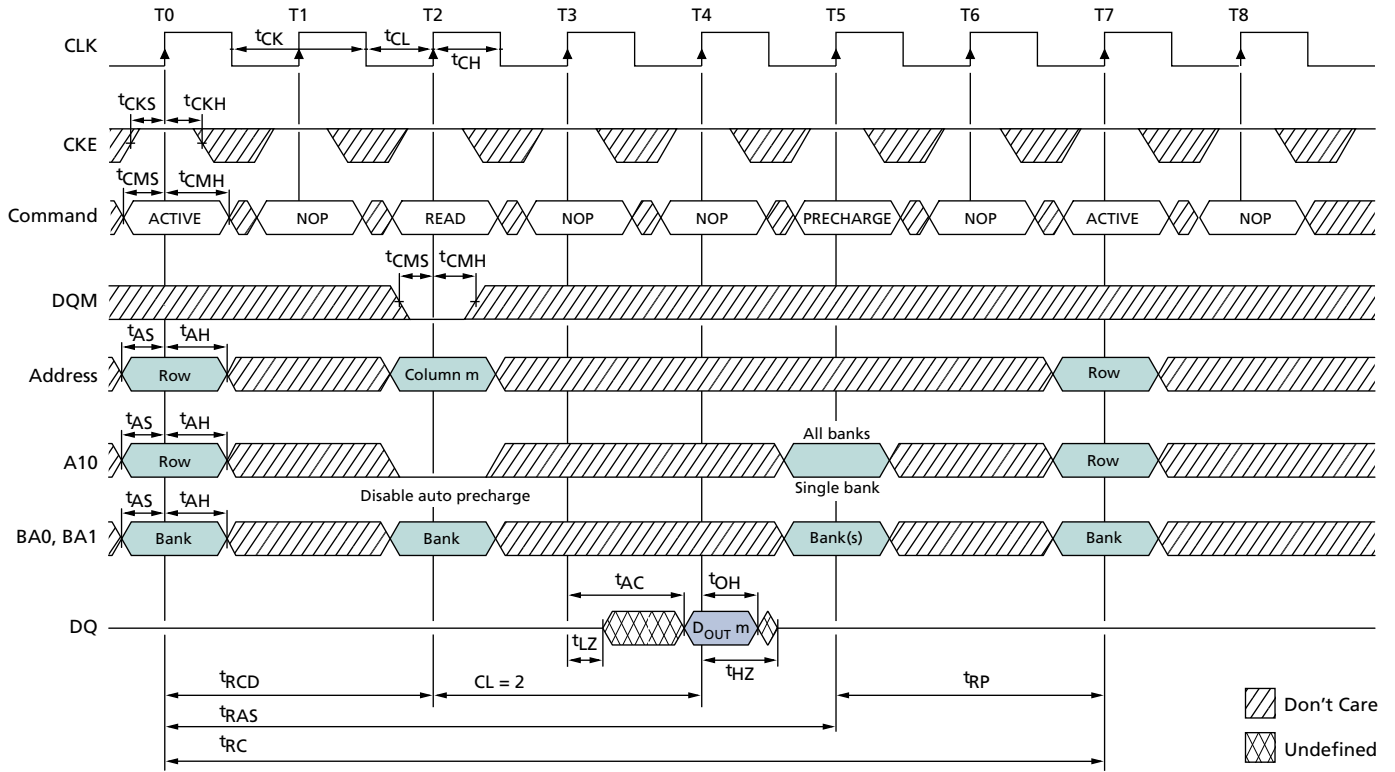 T0 T1 T2 T3 T4 T5 T6 T7 T8
CLK
tCK tCL
tCH
tCKS tCKH
CKE
tCMS tCMH
Command ACTIVE NOP READ NOP NOP PRECHARGE NOP ACTIVE NOP
tCMS tCMH
DQM
tAS tAH
Address Row Column m Row
tAS tAH
All banks
A10 Row Row
Disable auto precharge Single bank
tAS tAH
BA0, BA1 Bank Bank Bank(s) Bank
tAC tOH
DQ DOUT m
tLZ
tHZ
tRCD CL = 2 tRP
tRAS
tRC
Don't Care
Undefined